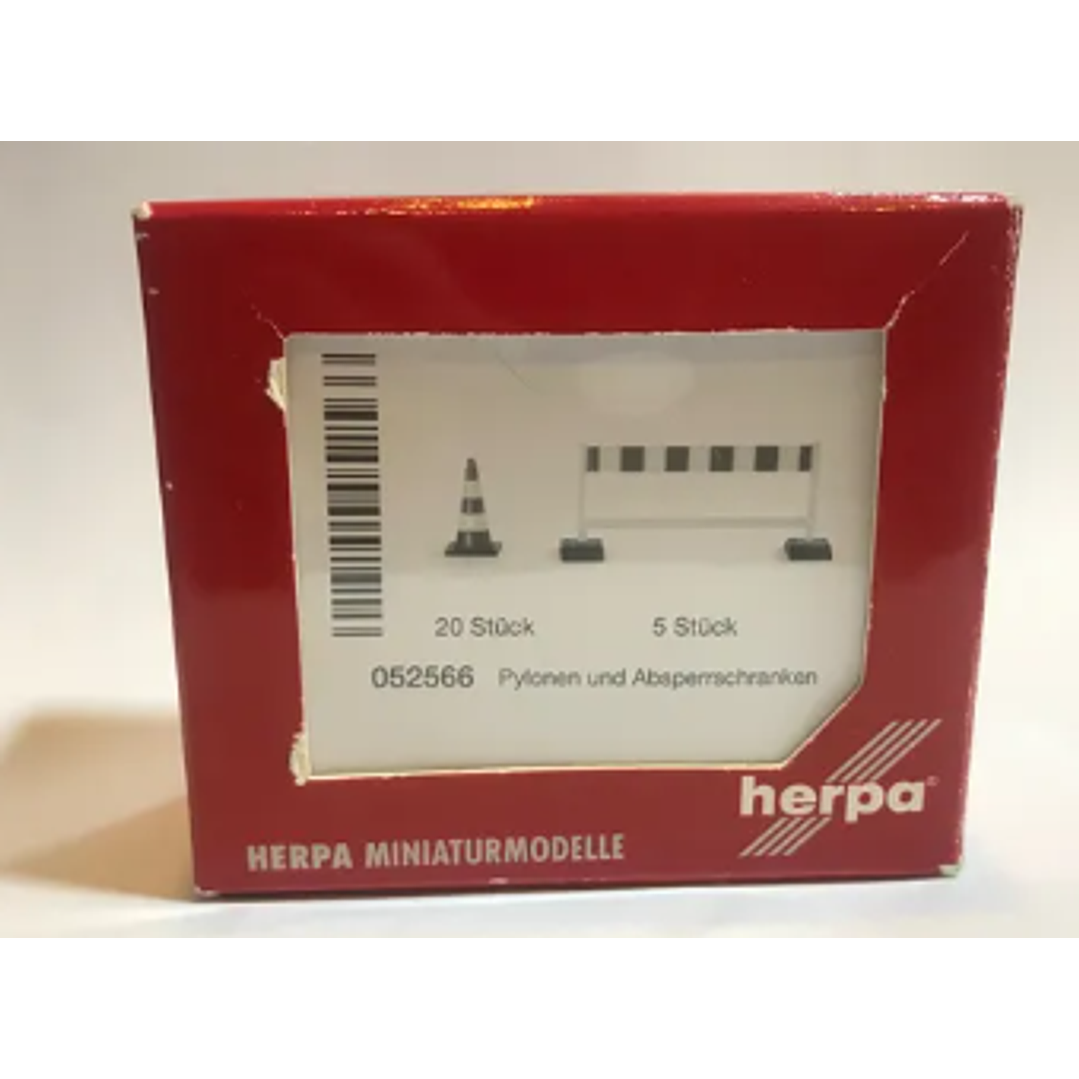 20 Stück 5 Stück
052566 Pylonen und Absperrschranken
herpa®
HERPA MINIATURMODELLE